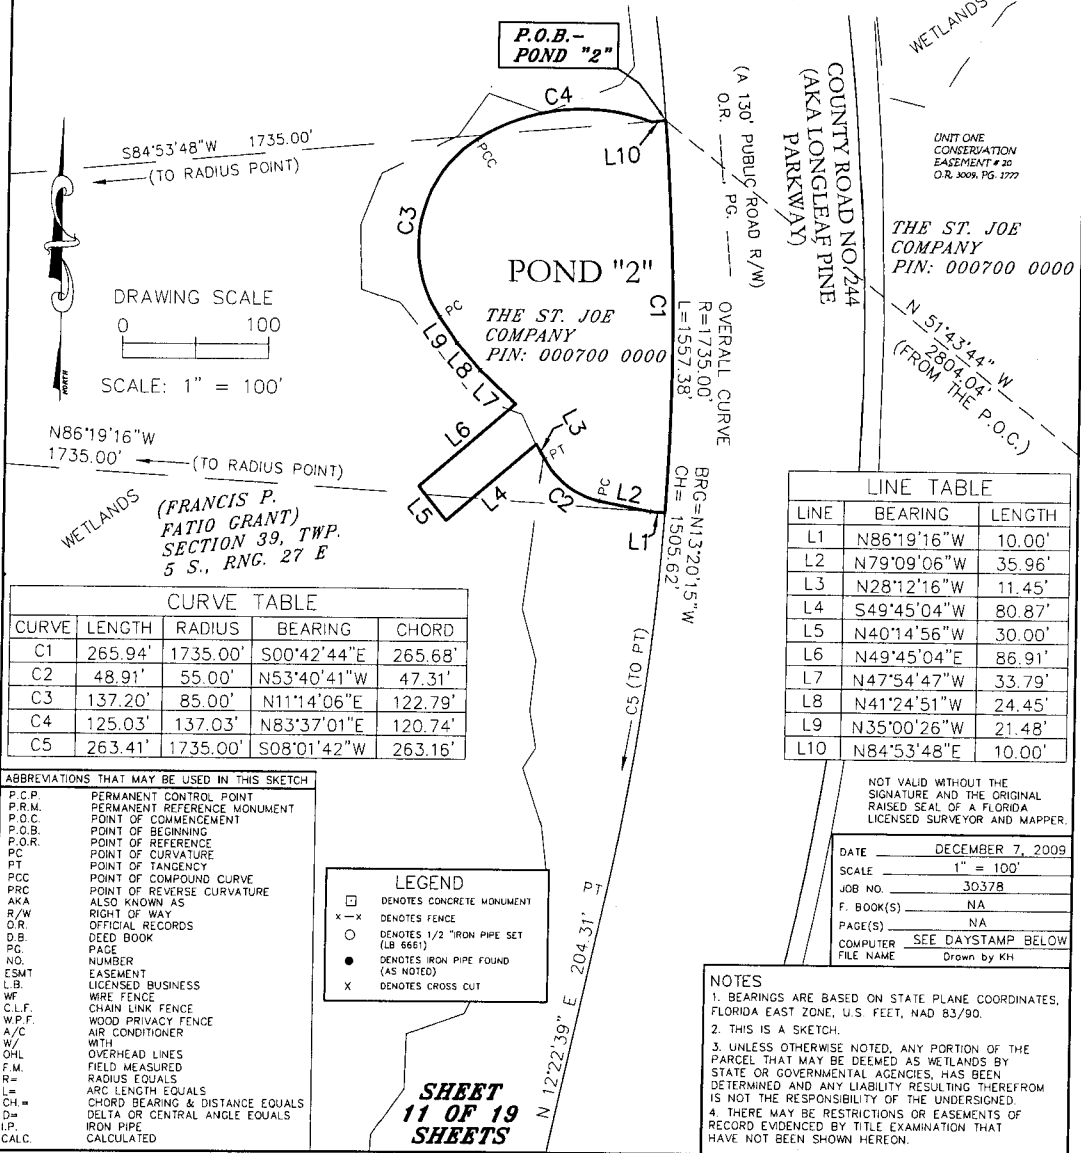 P.O.B.-
POND "2"
WETLANDS
COUNTY ROAD NO. 244
(AKA LONGLEAF PINE
PARKWAY)
(A 130' PUBLIC ROAD R/W)
O.R. ____, PG. ____
UNIT ONE
CONSERVATION
EASEMENT # 20
O.R. 3009, PG. 1777
THE ST. JOE
COMPANY
PIN: 000700 0000
N 51°43'44" W
2804.04'
(FROM THE P.O.C.)
S84°53'48"W 1735.00'
(TO RADIUS POINT)
C4
L10
PCC
C3
POND "2"
PC
THE ST. JOE
COMPANY
PIN: 000700 0000
C1
L9
L8
L7
L6
L3
PT
L4
L5
C2
PC
L2
L1
OVERALL CURVE
R=1735.00'
L=1557.38'
BRG=N13°20'15"W
CH= 1505.62'
NORTH
DRAWING SCALE
0 100
SCALE: 1" = 100'
N86°19'16"W
1735.00'
(TO RADIUS POINT)
WETLANDS
(FRANCIS P.
FATIO GRANT)
SECTION 39, TWP.
5 S., RNG. 27 E
C5 (TO PT)
PT
N 12°22'39" E 204.31'
LINE TABLE
LINE BEARING LENGTH
L1 N86°19'16"W 10.00'
L2 N79°09'06"W 35.96'
L3 N28°12'16"W 11.45'
L4 S49°45'04"W 80.87'
L5 N40°14'56"W 30.00'
L6 N49°45'04"E 86.91'
L7 N47°54'47"W 33.79'
L8 N41°24'51"W 24.45'
L9 N35°00'26"W 21.48'
L10 N84°53'48"E 10.00'
CURVE TABLE
CURVE LENGTH RADIUS BEARING CHORD
C1 265.94' 1735.00' S00°42'44"E 265.68'
C2 48.91' 55.00' N53°40'41"W 47.31'
C3 137.20' 85.00' N11°14'06"E 122.79'
C4 125.03' 137.03' N83°37'01"E 120.74'
C5 263.41' 1735.00' S08°01'42"W 263.16'
ABBREVIATIONS THAT MAY BE USED IN THIS SKETCH
P.C.P. PERMANENT CONTROL POINT
P.R.M. PERMANENT REFERENCE MONUMENT
P.O.C. POINT OF COMMENCEMENT
P.O.B. POINT OF BEGINNING
P.O.R. POINT OF REFERENCE
PC POINT OF CURVATURE
PT POINT OF TANGENCY
PCC POINT OF COMPOUND CURVE
PRC POINT OF REVERSE CURVATURE
AKA ALSO KNOWN AS
R/W RIGHT OF WAY
O.R. OFFICIAL RECORDS
D.B. DEED BOOK
PG. PAGE
NO. NUMBER
ESMT EASEMENT
L.B. LICENSED BUSINESS
WF WIRE FENCE
C.L.F. CHAIN LINK FENCE
W.P.F. WOOD PRIVACY FENCE
A/C AIR CONDITIONER
W/ WITH
OHL OVERHEAD LINES
F.M. FIELD MEASURED
R= RADIUS EQUALS
L= ARC LENGTH EQUALS
CH.= CHORD BEARING & DISTANCE EQUALS
D= DELTA OR CENTRAL ANGLE EQUALS
I.P. IRON PIPE
CALC. CALCULATED
LEGEND
DENOTES CONCRETE MONUMENT
x—x DENOTES FENCE
DENOTES 1/2 "IRON PIPE SET
(LB 6661)
DENOTES IRON PIPE FOUND
(AS NOTED)
X DENOTES CROSS CUT
SHEET
11 OF 19
SHEETS
NOT VALID WITHOUT THE
SIGNATURE AND THE ORIGINAL
RAISED SEAL OF A FLORIDA
LICENSED SURVEYOR AND MAPPER.
DATE DECEMBER 7, 2009
SCALE 1" = 100'
JOB NO. 30378
F. BOOK(S) NA
PAGE(S) NA
COMPUTER SEE DAYSTAMP BELOW
FILE NAME Drawn by KH
NOTES
1. BEARINGS ARE BASED ON STATE PLANE COORDINATES,
FLORIDA EAST ZONE, U.S. FEET, NAD 83/90.
2. THIS IS A SKETCH.
3. UNLESS OTHERWISE NOTED, ANY PORTION OF THE
PARCEL THAT MAY BE DEEMED AS WETLANDS BY
STATE OR GOVERNMENTAL AGENCIES, HAS BEEN
DETERMINED AND ANY LIABILITY RESULTING THEREFROM
IS NOT THE RESPONSIBILITY OF THE UNDERSIGNED.
4. THERE MAY BE RESTRICTIONS OR EASEMENTS OF
RECORD EVIDENCED BY TITLE EXAMINATION THAT
HAVE NOT BEEN SHOWN HEREON.